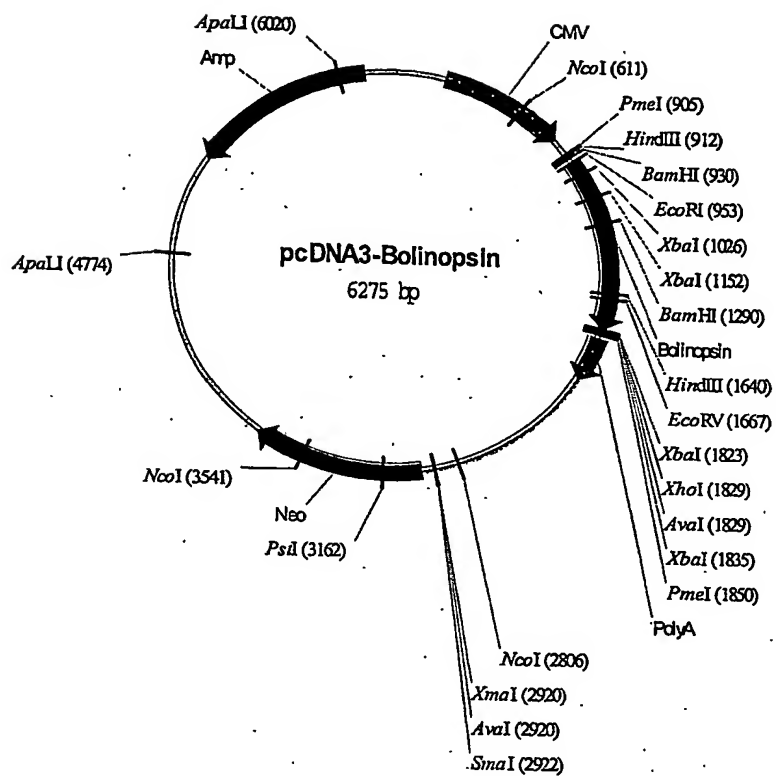 ApaLI (6020)
Amp
CMV
NcoI (611)
PmeI (905)
HindIII (912)
BamHI (930)
EcoRI (953)
XbaI (1026)
XbaI (1152)
BamHI (1290)
Bolinopsin
HindIII (1640)
EcoRV (1667)
XbaI (1823)
XhoI (1829)
AvaI (1829)
XbaI (1835)
PmeI (1850)
PolyA
pcDNA3-Bolinopsin
6275 bp
ApaLI (4774)
NcoI (3541)
Neo
PsiI (3162)
NcoI (2806)
XmaI (2920)
AvaI (2920)
SmaI (2922)